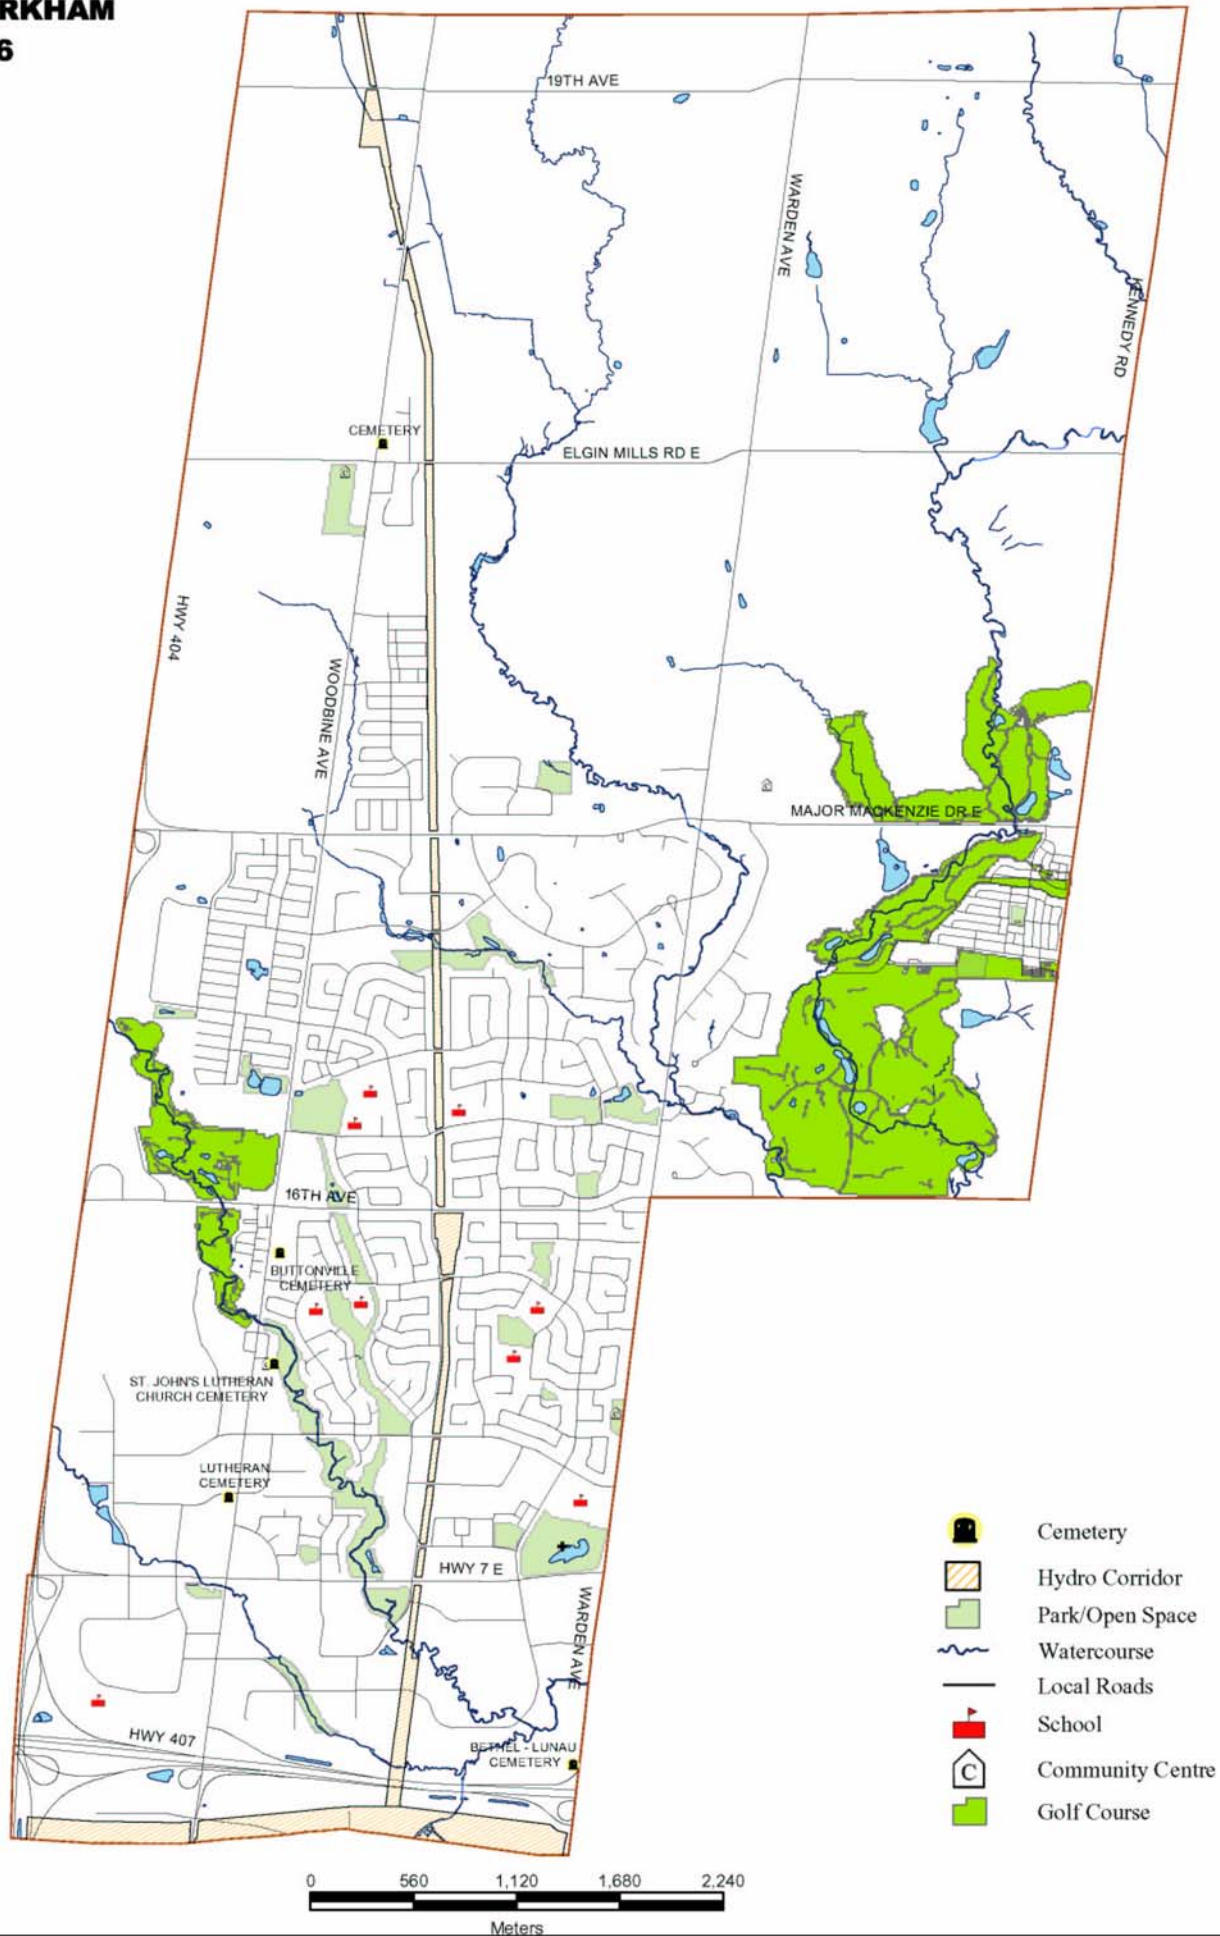 RKHAM
6
19TH AVE
WARDEN AVE
KENNEDY RD
CEMETERY
ELGIN MILLS RD E
HWY 404
WOODBINE AVE
MAJOR MACKENZIE DR E
16TH AVE
BUTTONVILLE
CEMETERY
ST. JOHN'S LUTHERAN
CHURCH CEMETERY
LUTHERAN
CEMETERY
HWY 7 E
WARDEN AVE
HWY 407
BETHEL - LUNAU
CEMETERY
Cemetery
Hydro Corridor
Park/Open Space
Watercourse
Local Roads
School
C
Community Centre
Golf Course
0 560 1,120 1,680 2,240
Meters